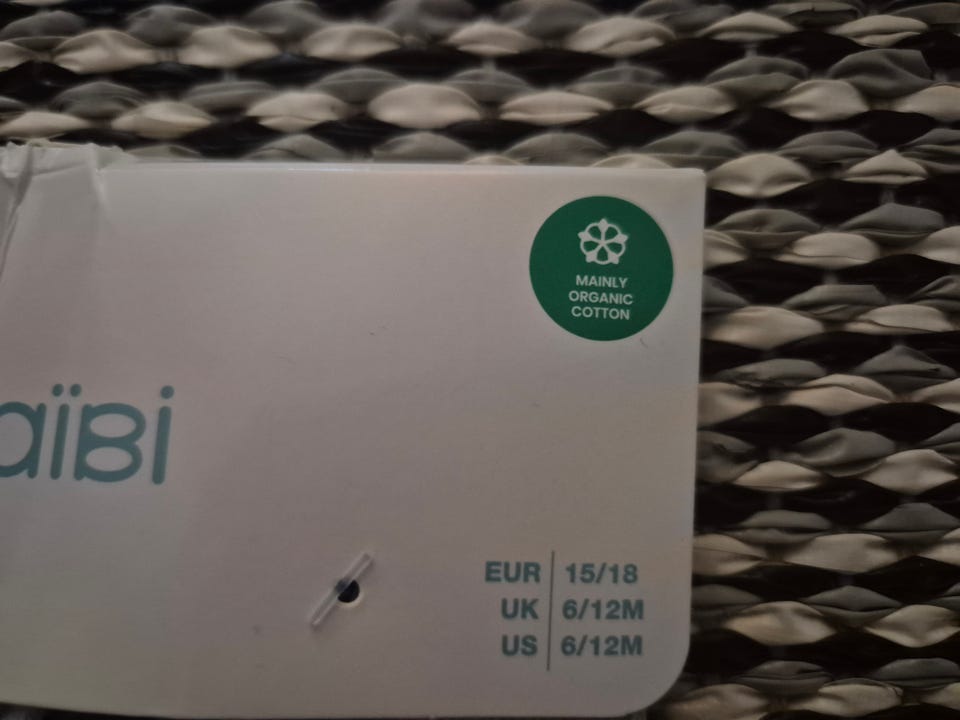 MAINLY
ORGANIC
COTTON
aïBi
EUR 15/18
UK 6/12M
US 6/12M